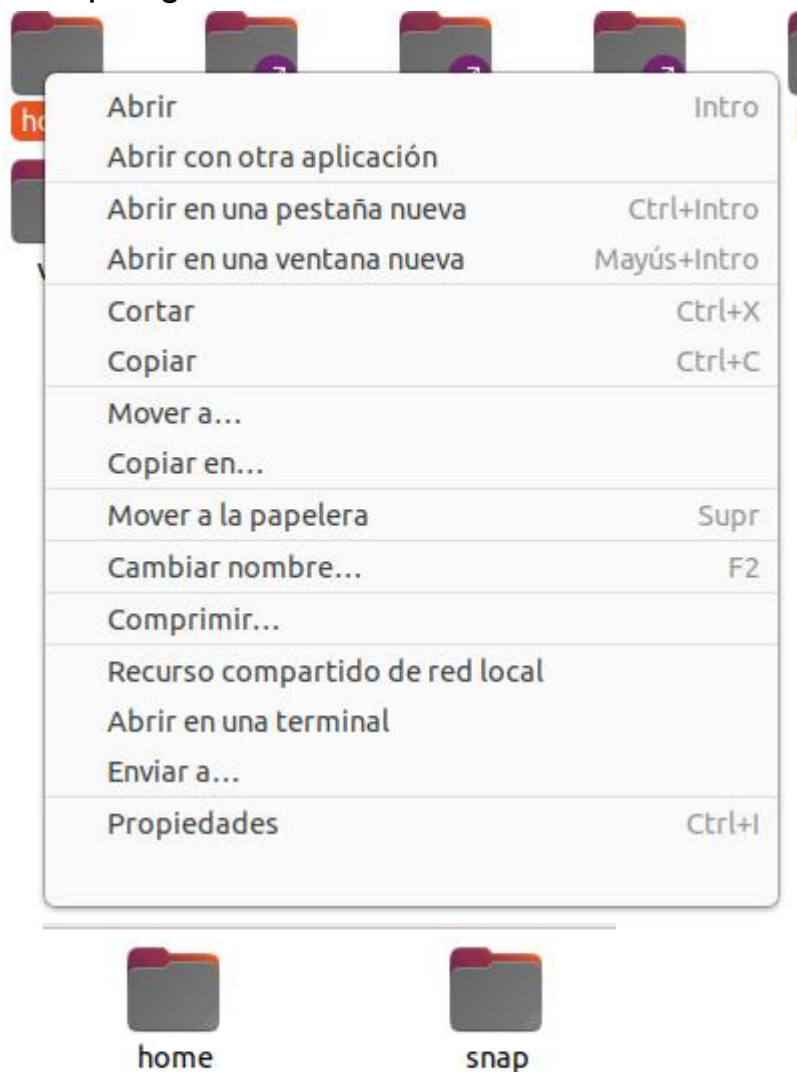 Abrir Intro
Abrir con otra aplicación
Abrir en una pestaña nueva Ctrl+Intro
Abrir en una ventana nueva Mayús+Intro
Cortar Ctrl+X
Copiar Ctrl+C
Mover a...
Copiar en...
Mover a la papelera Supr
Cambiar nombre... F2
Comprimir...
Recurso compartido de red local
Abrir en una terminal
Enviar a...
Propiedades Ctrl+I
home snap